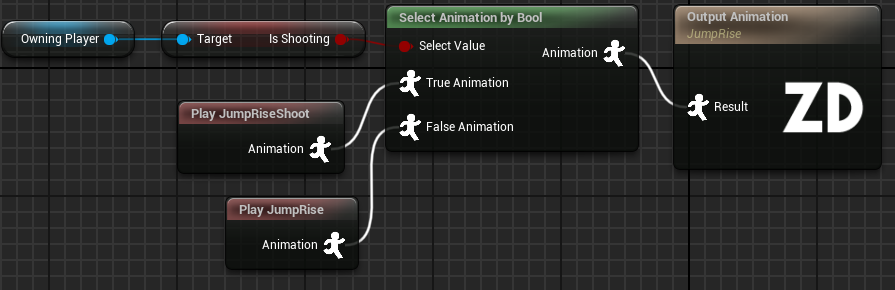 Owning Player
Target
Is Shooting
Select Animation by Bool
Select Value
Animation
True Animation
False Animation
Play JumpRiseShoot
Animation
Play JumpRise
Animation
Output Animation
JumpRise
Result
ZD